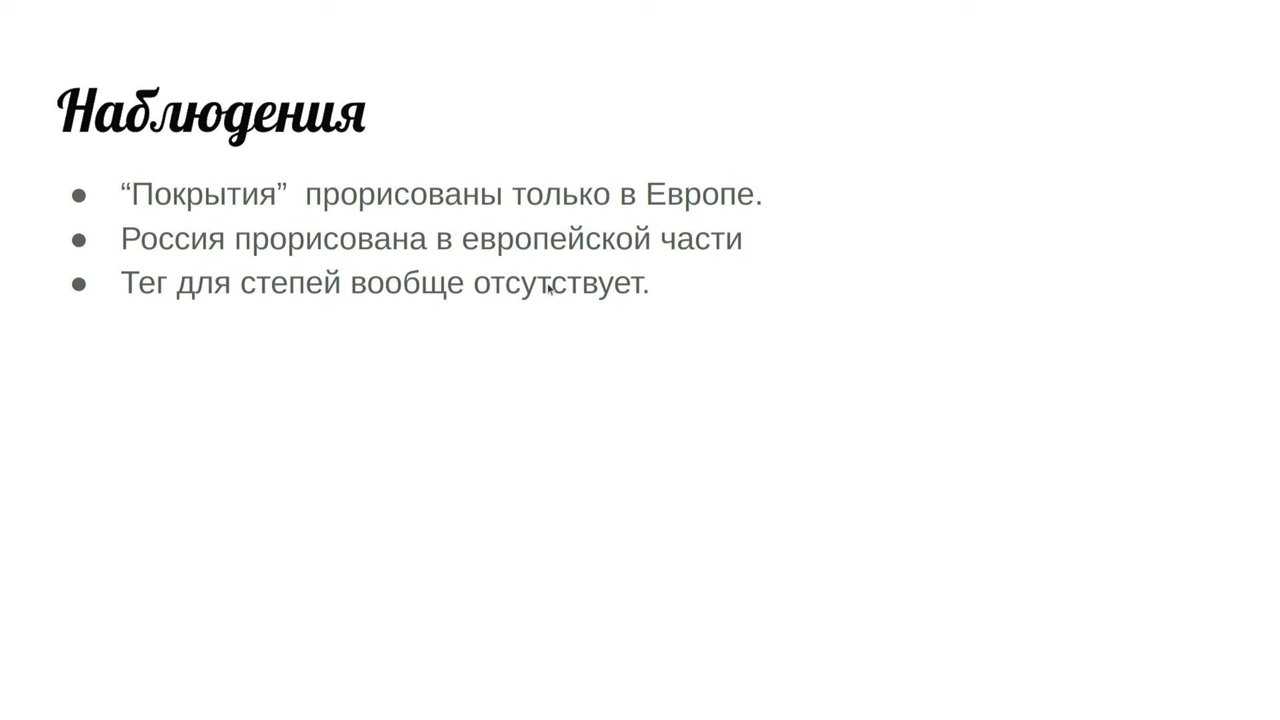 Наблюдения
● “Покрытия”  прорисованы только в Европе.
● Россия прорисована в европейской части
● Тег для степей вообще отсутствует.